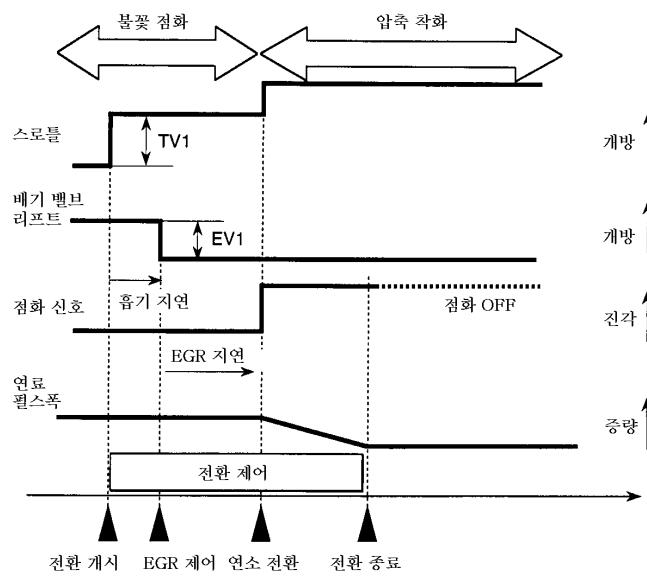 불꽃 점화
압축 착화
스로틀
TV1
개방
배기 밸브
리프트
EV1
개방
흡기 지연
점화 신호
점화 OFF
진각
EGR 지연
연료
펄스폭
증량
전환 제어
전환 개시
EGR 제어
연소 전환
전환 종료